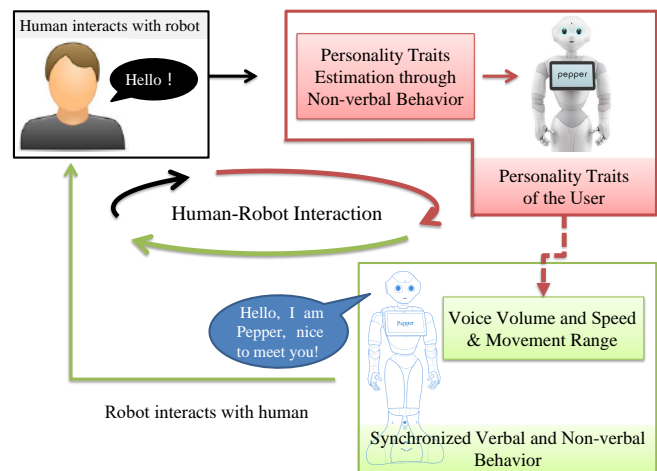 Human interacts with robot
Hello !
Personality Traits
Estimation through
Non-verbal Behavior
pepper
Personality Traits
of the User
Human-Robot Interaction
Hello, I am
Pepper, nice
to meet you!
Pepper
Voice Volume and Speed
& Movement Range
Robot interacts with human
Synchronized Verbal and Non-verbal
Behavior